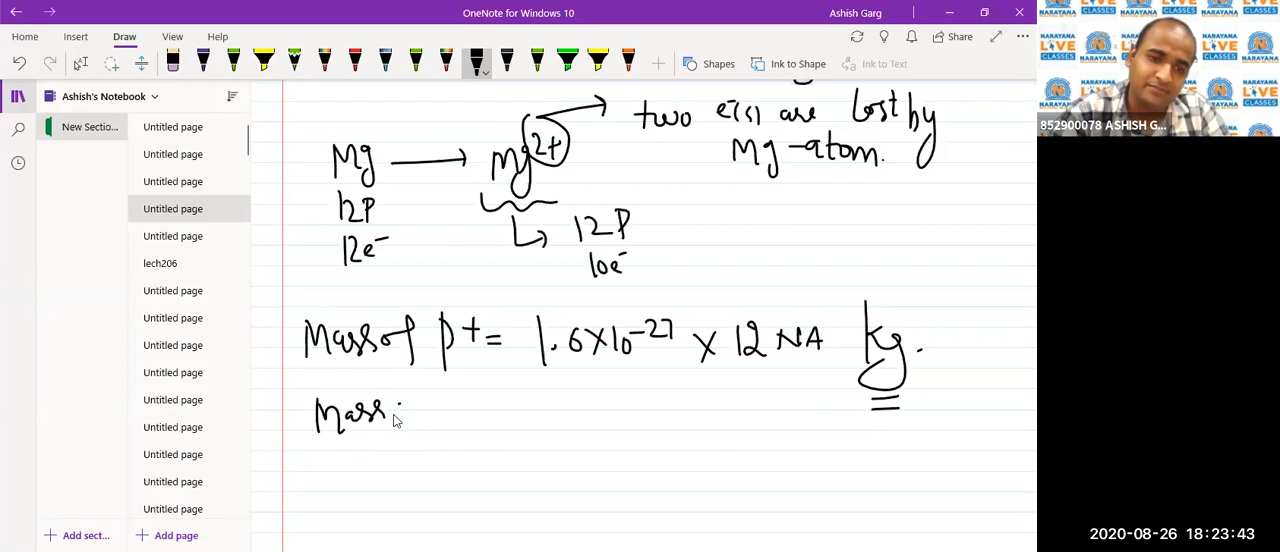 OneNote for Windows 10
Ashish Garg
Home Insert Draw View Help
Share
Shapes
Ink to Shape
Ink to Text
Ashish's Notebook
New Sectio...
Untitled page
Untitled page
Untitled page
Untitled page
Untitled page
lech206
Untitled page
Untitled page
Untitled page
Untitled page
Untitled page
Untitled page
Untitled page
Untitled page
Untitled page
Add sect...
Add page
two e(s) are lost by
Mg-atom.
Mg → Mg2+
12P
12e-
12P
10e-
Mass of p+ = 1.6×10-27 × 12 NA kg.
Mass
NARAYANA
LIVE
CLASSES
852900078 ASHISH G...
2020-08-26 18:23:43